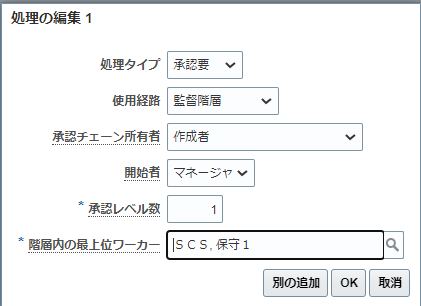 処理の編集 1
処理タイプ 承認要
使用経路 監督階層
承認チェーン所有者 作成者
開始者 マネージャ
* 承認レベル数 1
* 階層内の最上位ワーカー ＳＣＳ, 保守１
別の追加 OK 取消